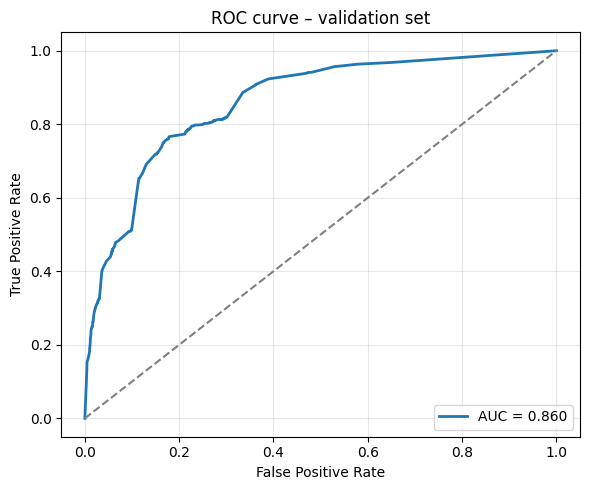 ROC curve – validation set
True Positive Rate
1.0
0.8
0.6
0.4
0.2
0.0
AUC = 0.860
0.0 0.2 0.4 0.6 0.8 1.0
False Positive Rate